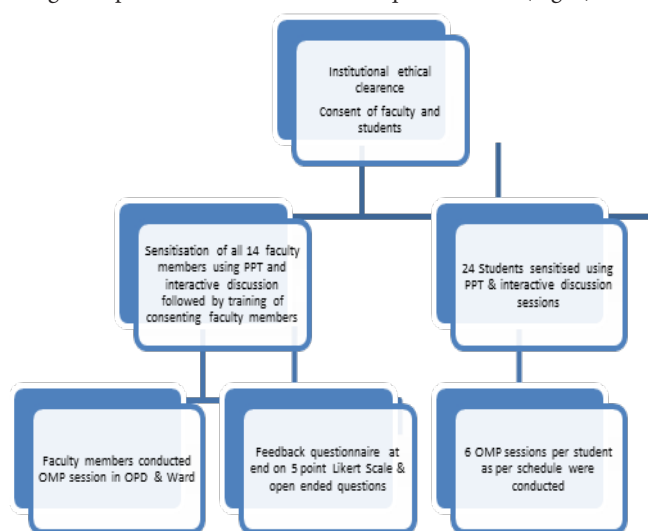 Institutional ethical
clearence
Consent of faculty and
students
Sensitisation of all 14 faculty
members using PPT and
interactive discussion
followed by training of
consenting faculty members
24 Students sensitised using
PPT & interactive discussion
sessions
Faculty members conducted
OMP session in OPD & Ward
Feedback questionnaire at
end on 5 point Likert Scale &
open ended questions
6 OMP sessions per student
as per schedule were
conducted